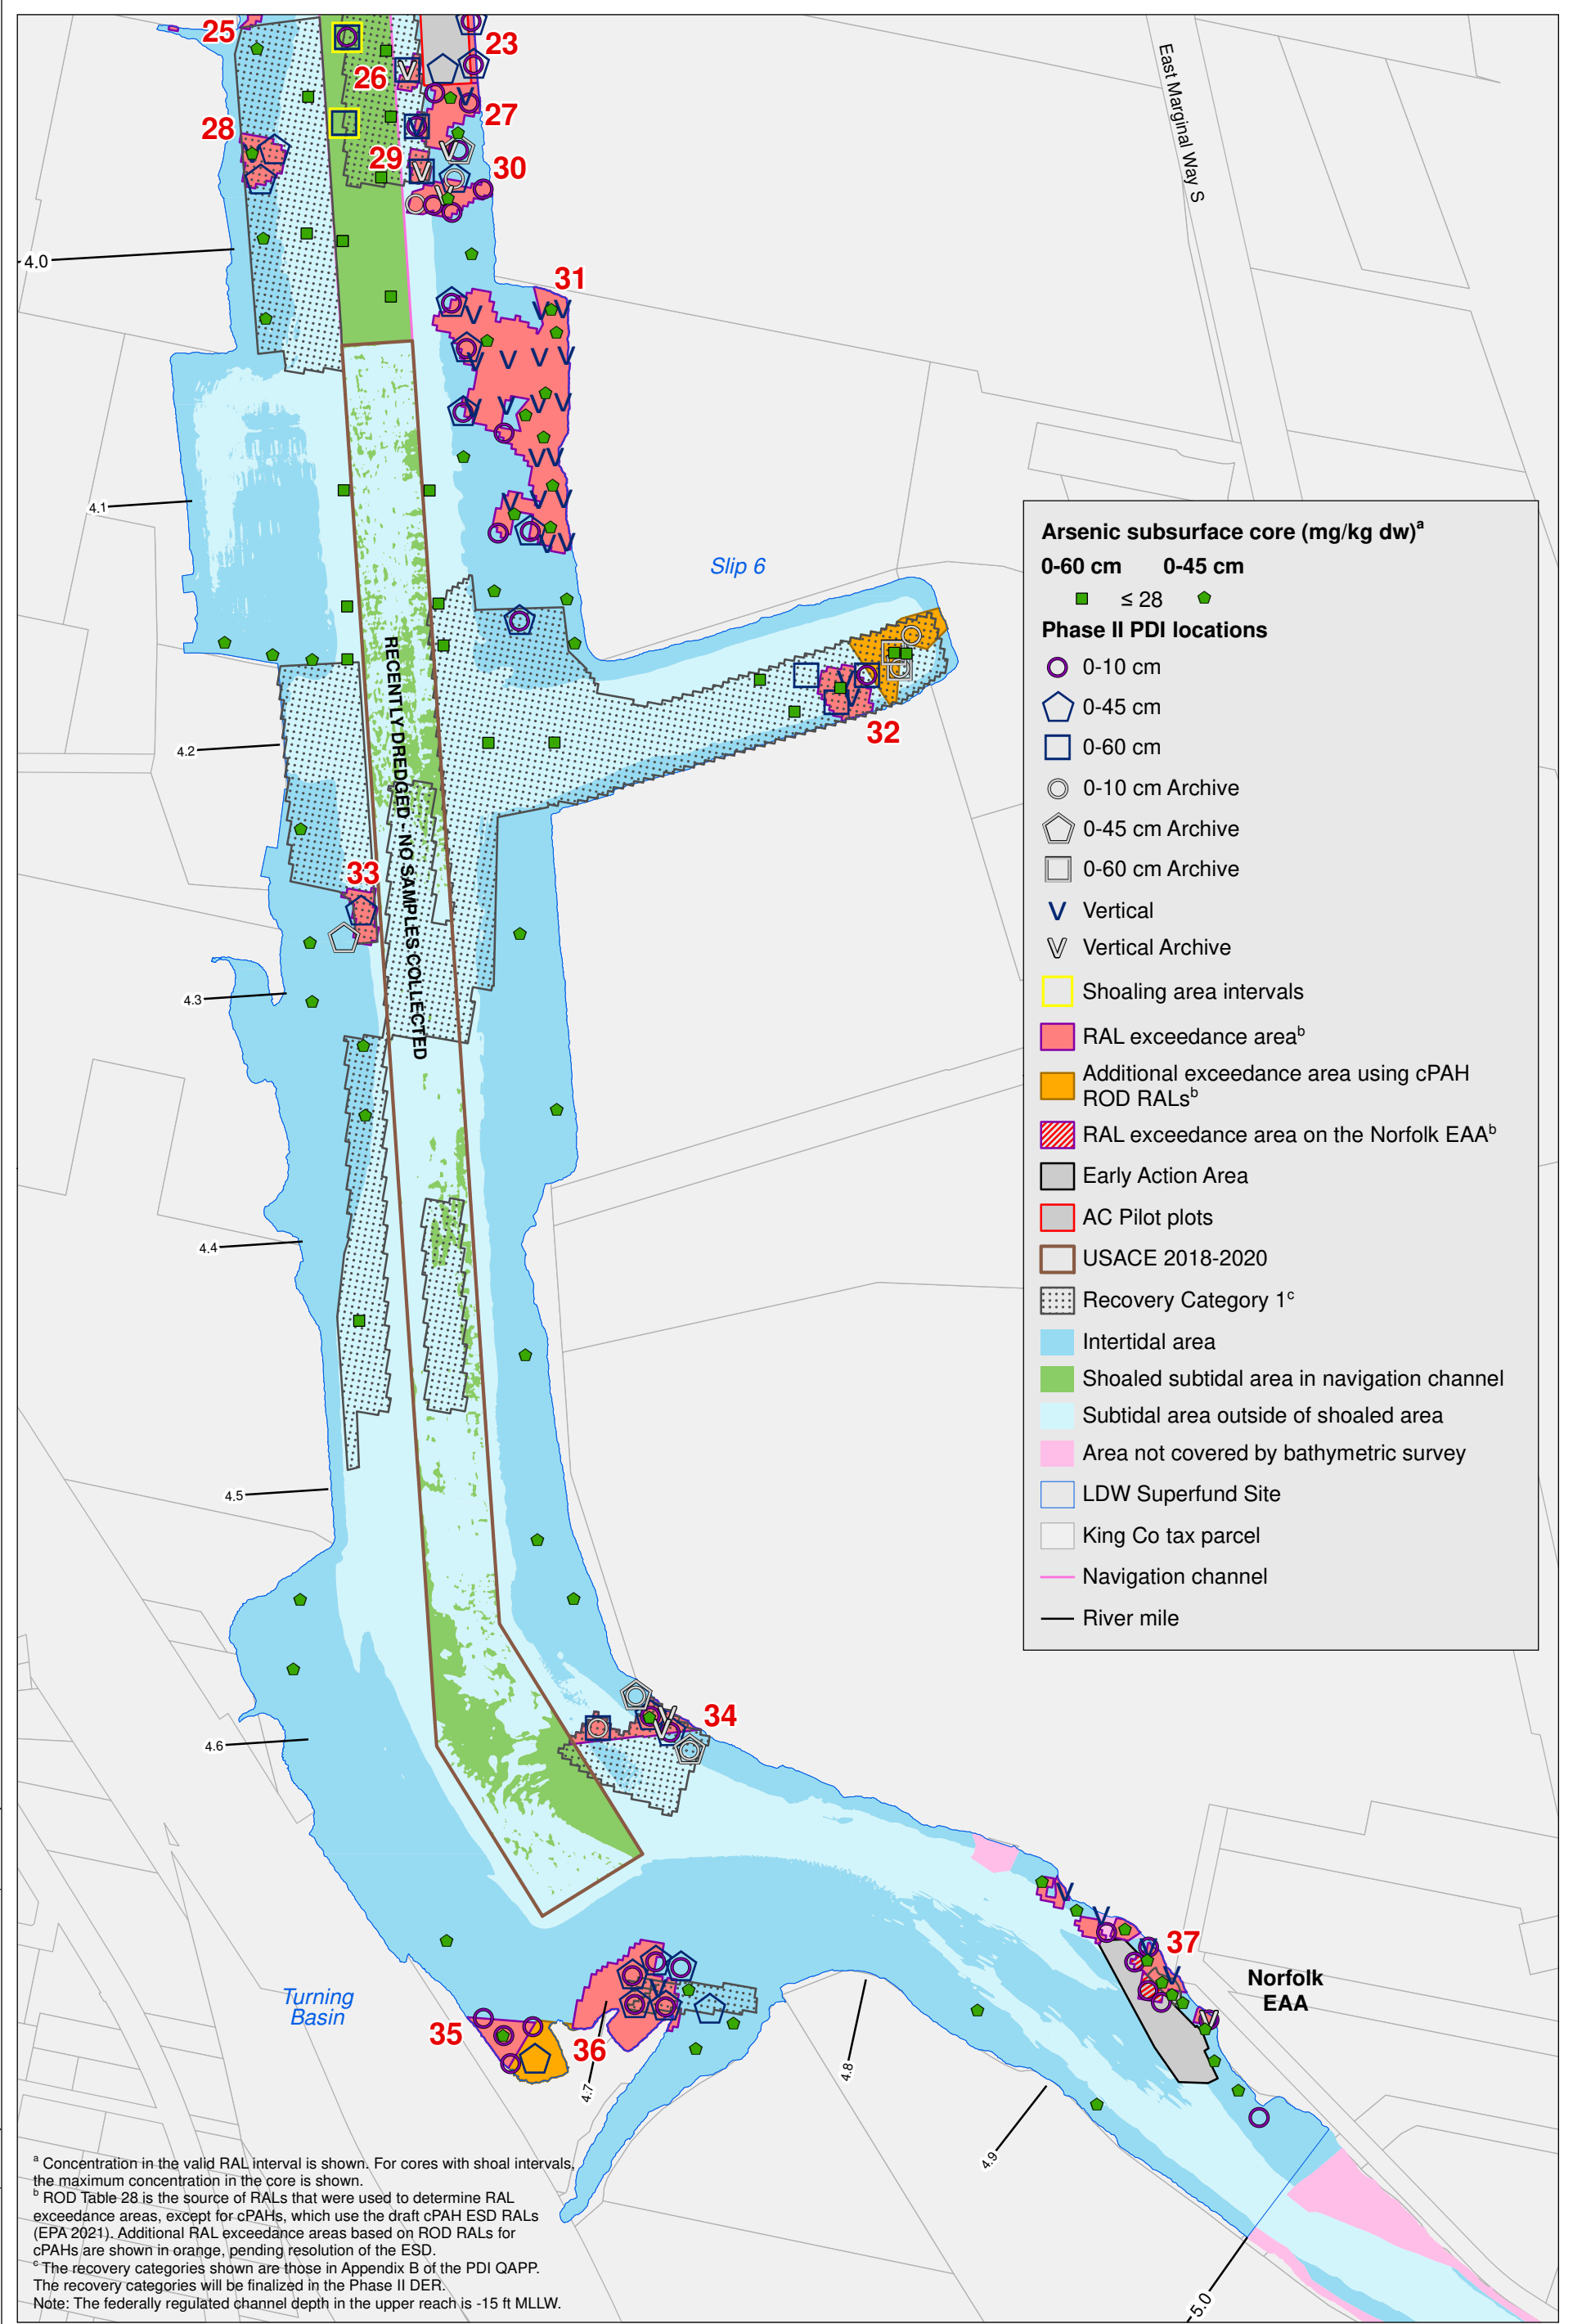 25
23
26
27
28
29
30
East Marginal Way S
4.0
31
4.1
Slip 6
RECENTLY DREDGED - NO SAMPLES COLLECTED
32
4.2
33
4.3
4.4
4.5
4.6
34
37
Norfolk
EAA
Turning
Basin
35
36
4.7
4.8
4.9
5.0
Arsenic subsurface core (mg/kg dw)a
0-60 cm 0-45 cm
≤ 28
Phase II PDI locations
0-10 cm
0-45 cm
0-60 cm
0-10 cm Archive
0-45 cm Archive
0-60 cm Archive
V Vertical
V Vertical Archive
Shoaling area intervals
RAL exceedance areab
Additional exceedance area using cPAH
ROD RALsb
RAL exceedance area on the Norfolk EAAb
Early Action Area
AC Pilot plots
USACE 2018-2020
Recovery Category 1c
Intertidal area
Shoaled subtidal area in navigation channel
Subtidal area outside of shoaled area
Area not covered by bathymetric survey
LDW Superfund Site
King Co tax parcel
Navigation channel
River mile
a Concentration in the valid RAL interval is shown. For cores with shoal intervals,
the maximum concentration in the core is shown.
b ROD Table 28 is the source of RALs that were used to determine RAL
exceedance areas, except for cPAHs, which use the draft cPAH ESD RALs
(EPA 2021). Additional RAL exceedance areas based on ROD RALs for
cPAHs are shown in orange, pending resolution of the ESD.
c The recovery categories shown are those in Appendix B of the PDI QAPP.
The recovery categories will be finalized in the Phase II DER.
Note: The federally regulated channel depth in the upper reach is -15 ft MLLW.